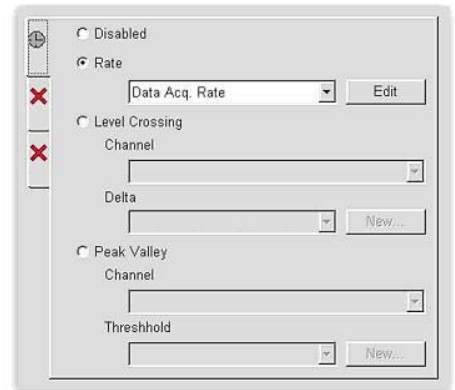 Disabled
Rate
Data Acq. Rate
Edit
Level Crossing
Channel
Delta
New...
Peak Valley
Channel
Threshhold
New...